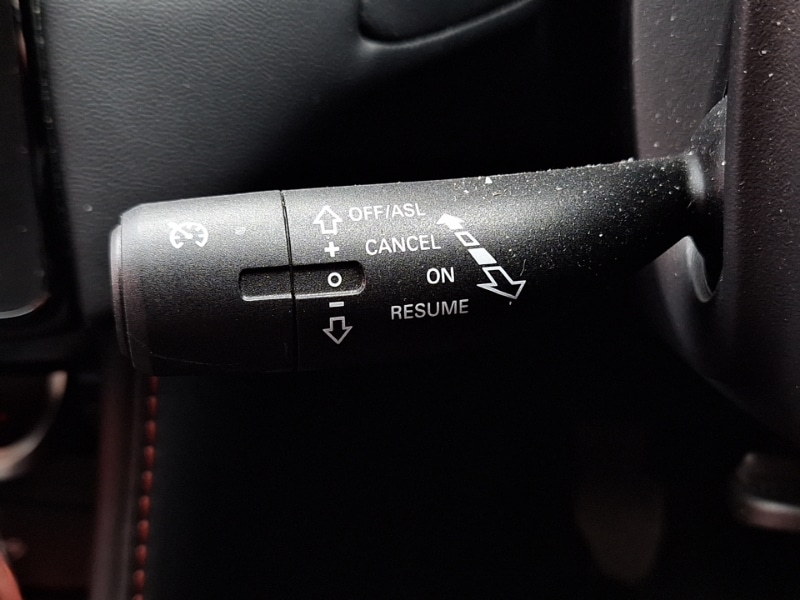 OFF/ASL
+ CANCEL
O ON
- RESUME